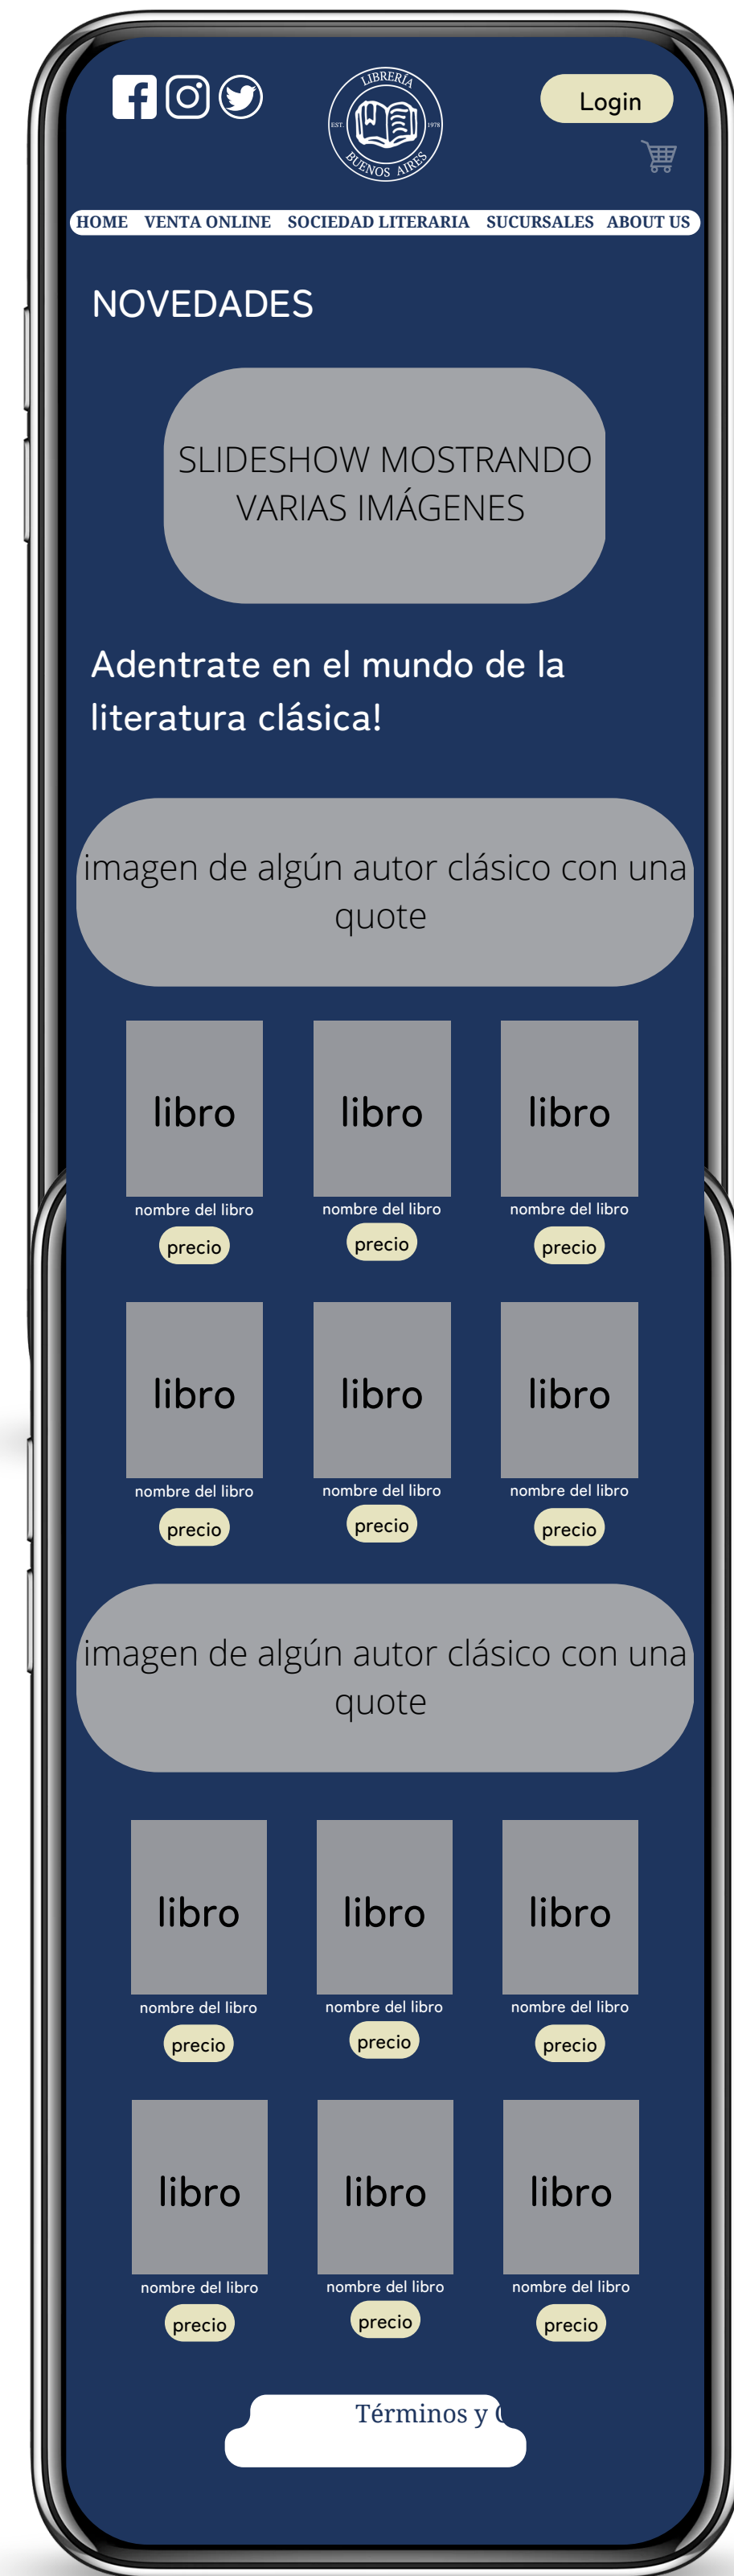 LIBRERÍA
EST. 1978
BUENOS AIRES
Login
HOME VENTA ONLINE SOCIEDAD LITERARIA SUCURSALES ABOUT US
NOVEDADES
SLIDESHOW MOSTRANDO
VARIAS IMÁGENES
Adentrate en el mundo de la
literatura clásica!
imagen de algún autor clásico con una
quote
libro libro libro
nombre del libro nombre del libro nombre del libro
precio precio precio
libro libro libro
nombre del libro nombre del libro nombre del libro
precio precio precio
imagen de algún autor clásico con una
quote
libro libro libro
nombre del libro nombre del libro nombre del libro
precio precio precio
libro libro libro
nombre del libro nombre del libro nombre del libro
precio precio precio
Términos y